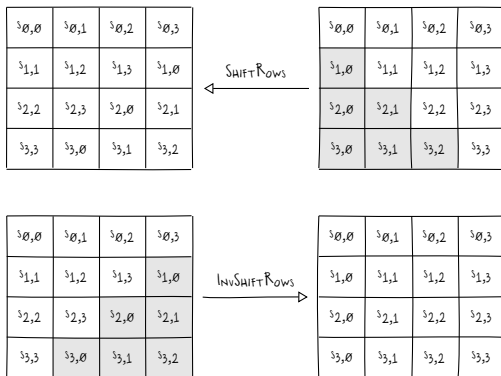 S0,0 S0,1 S0,2 S0,3 S0,0 S0,1 S0,2 S0,3
S1,1 S1,2 S1,3 S1,0 SHIFTROWS S1,0 S1,1 S1,2 S1,3
S2,2 S2,3 S2,0 S2,1 S2,0 S2,1 S2,2 S2,3
S3,3 S3,0 S3,1 S3,2 S3,0 S3,1 S3,2 S3,3
S0,0 S0,1 S0,2 S0,3 S0,0 S0,1 S0,2 S0,3
S1,1 S1,2 S1,3 S1,0 INVSHIFTROWS S1,0 S1,1 S1,2 S1,3
S2,2 S2,3 S2,0 S2,1 S2,0 S2,1 S2,2 S2,3
S3,3 S3,0 S3,1 S3,2 S3,0 S3,1 S3,2 S3,3